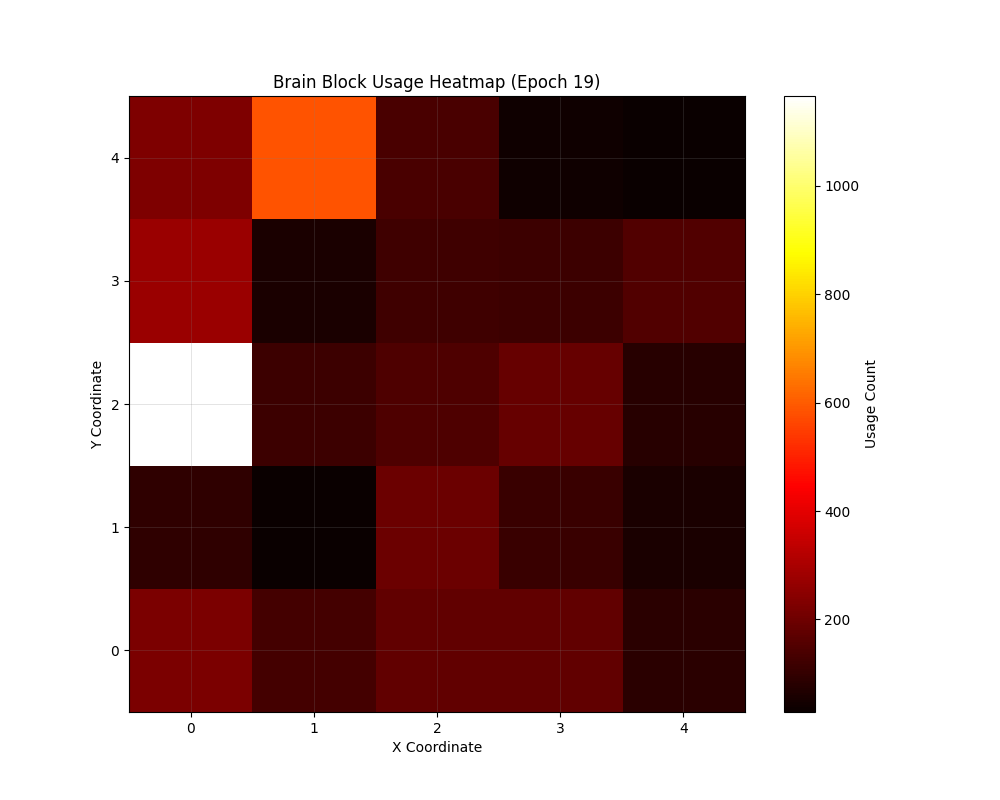 Brain Block Usage Heatmap (Epoch 19)
4
3
2
1
0
Y Coordinate
0 1 2 3 4
X Coordinate
1000
800
600
400
200
Usage Count